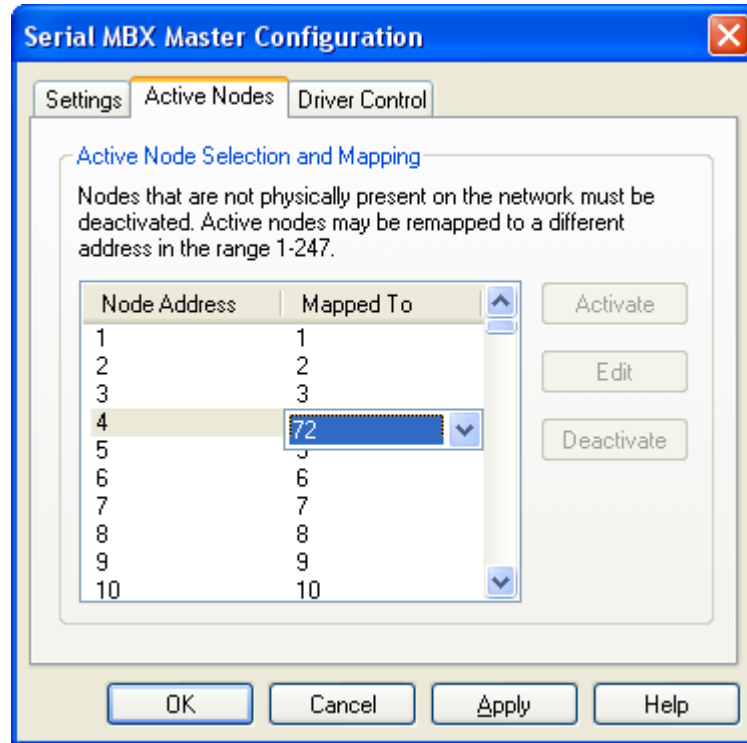 Serial MBX Master Configuration
Settings Active Nodes Driver Control
Active Node Selection and Mapping
Nodes that are not physically present on the network must be
deactivated. Active nodes may be remapped to a different
address in the range 1-247.
Node Address Mapped To
1 1
2 2
3 3
4 72
5
6 6
7 7
8 8
9 9
10 10
Activate
Edit
Deactivate
OK Cancel Apply Help